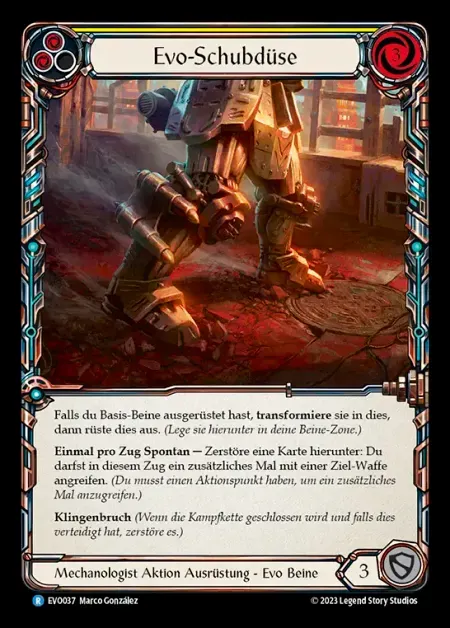 Evo-Schubdüse
3
Falls du Basis-Beine ausgerüstet hast, transformiere sie in dies,
dann rüste dies aus. (Lege sie hierunter in deine Beine-Zone.)
Einmal pro Zug Spontan — Zerstöre eine Karte hierunter: Du
darfst in diesem Zug ein zusätzliches Mal mit einer Ziel-Waffe
angreifen. (Du musst einen Aktionspunkt haben, um ein zusätzliches
Mal anzugreifen.)
Klingenbruch (Wenn die Kampfkette geschlossen wird und falls dies
verteidigt hat, zerstöre es.)
Mechanologist Aktion Ausrüstung - Evo Beine
3
R EVO037 Marco González
© 2023 Legend Story Studios